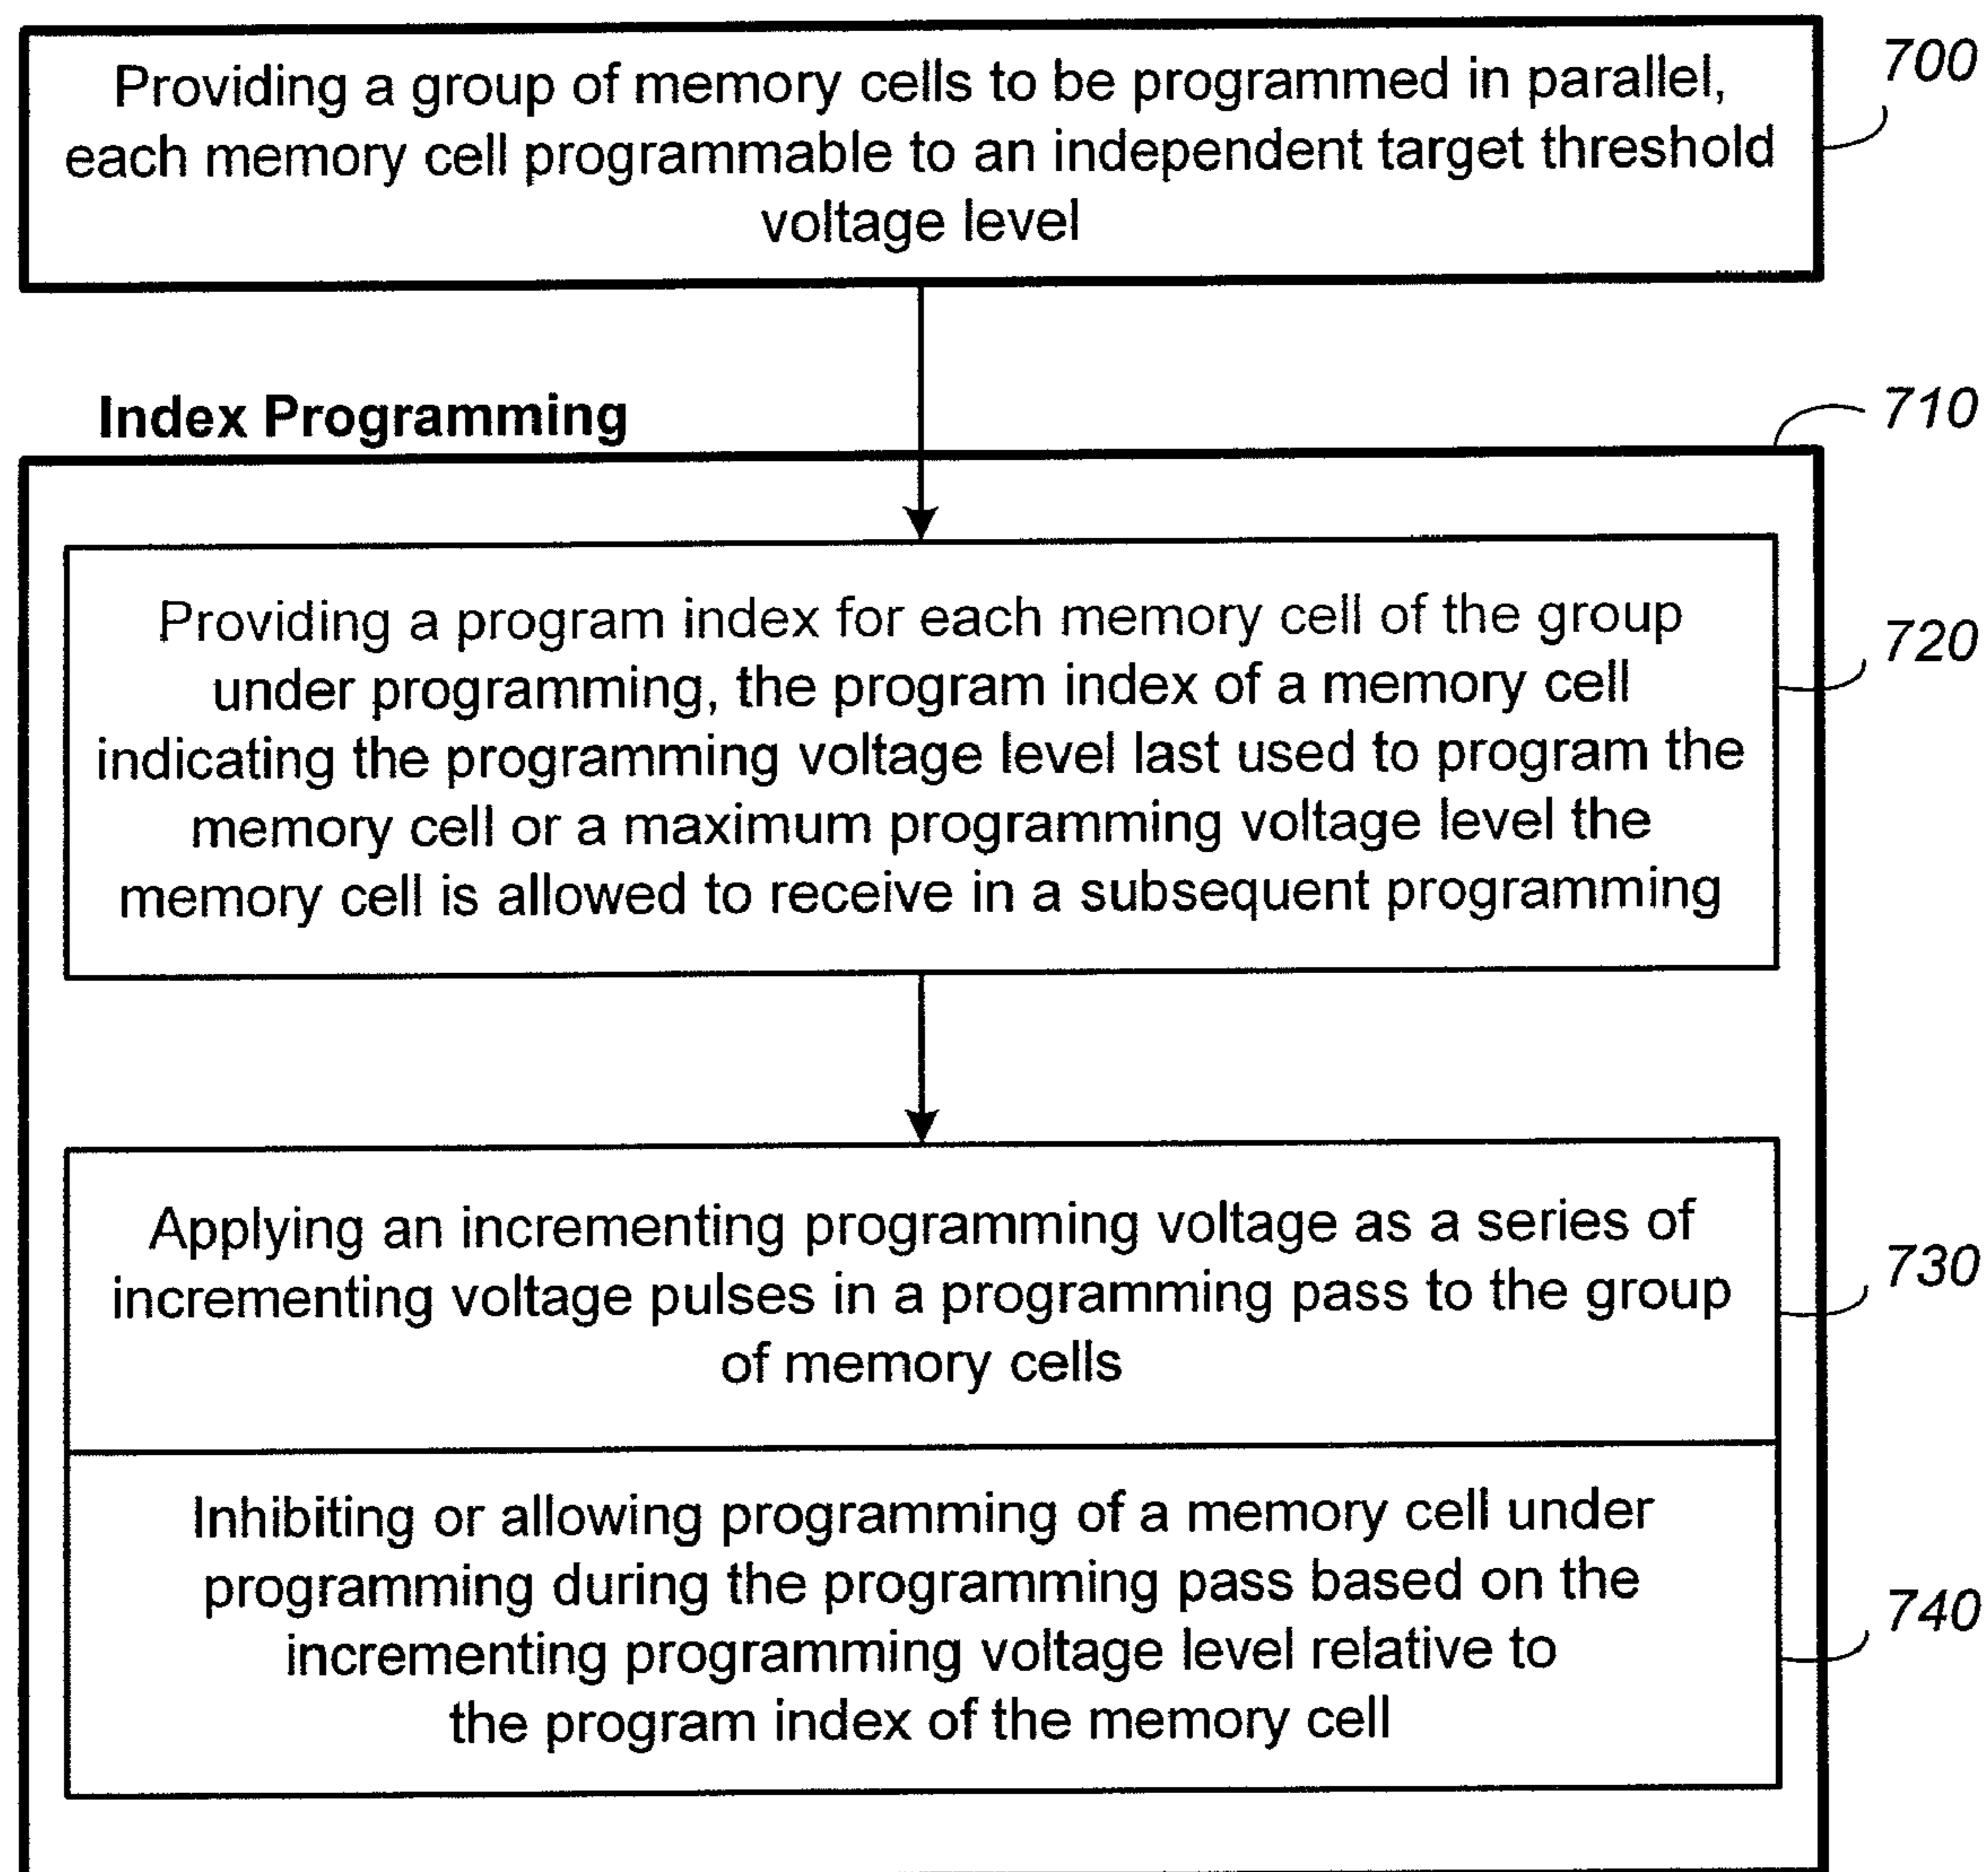 Providing a group of memory cells to be programmed in parallel,
700
each memory cell programmable to an independent target threshold
voltage level
Index Programming
710
Providing a program index for each memory cell of the group
720
under programming, the program index of a memory cell
indicating the programming voltage level last used to program the
memory cell or a maximum programming voltage level the
memory cell is allowed to receive in a subsequent programming
Applying an incrementing programming voltage as a series of
730
incrementing voltage pulses in a programming pass to the group
of memory cells
Inhibiting or allowing programming of a memory cell under
programming during the programming pass based on the
740
incrementing programming voltage level relative to
the program index of the memory cell